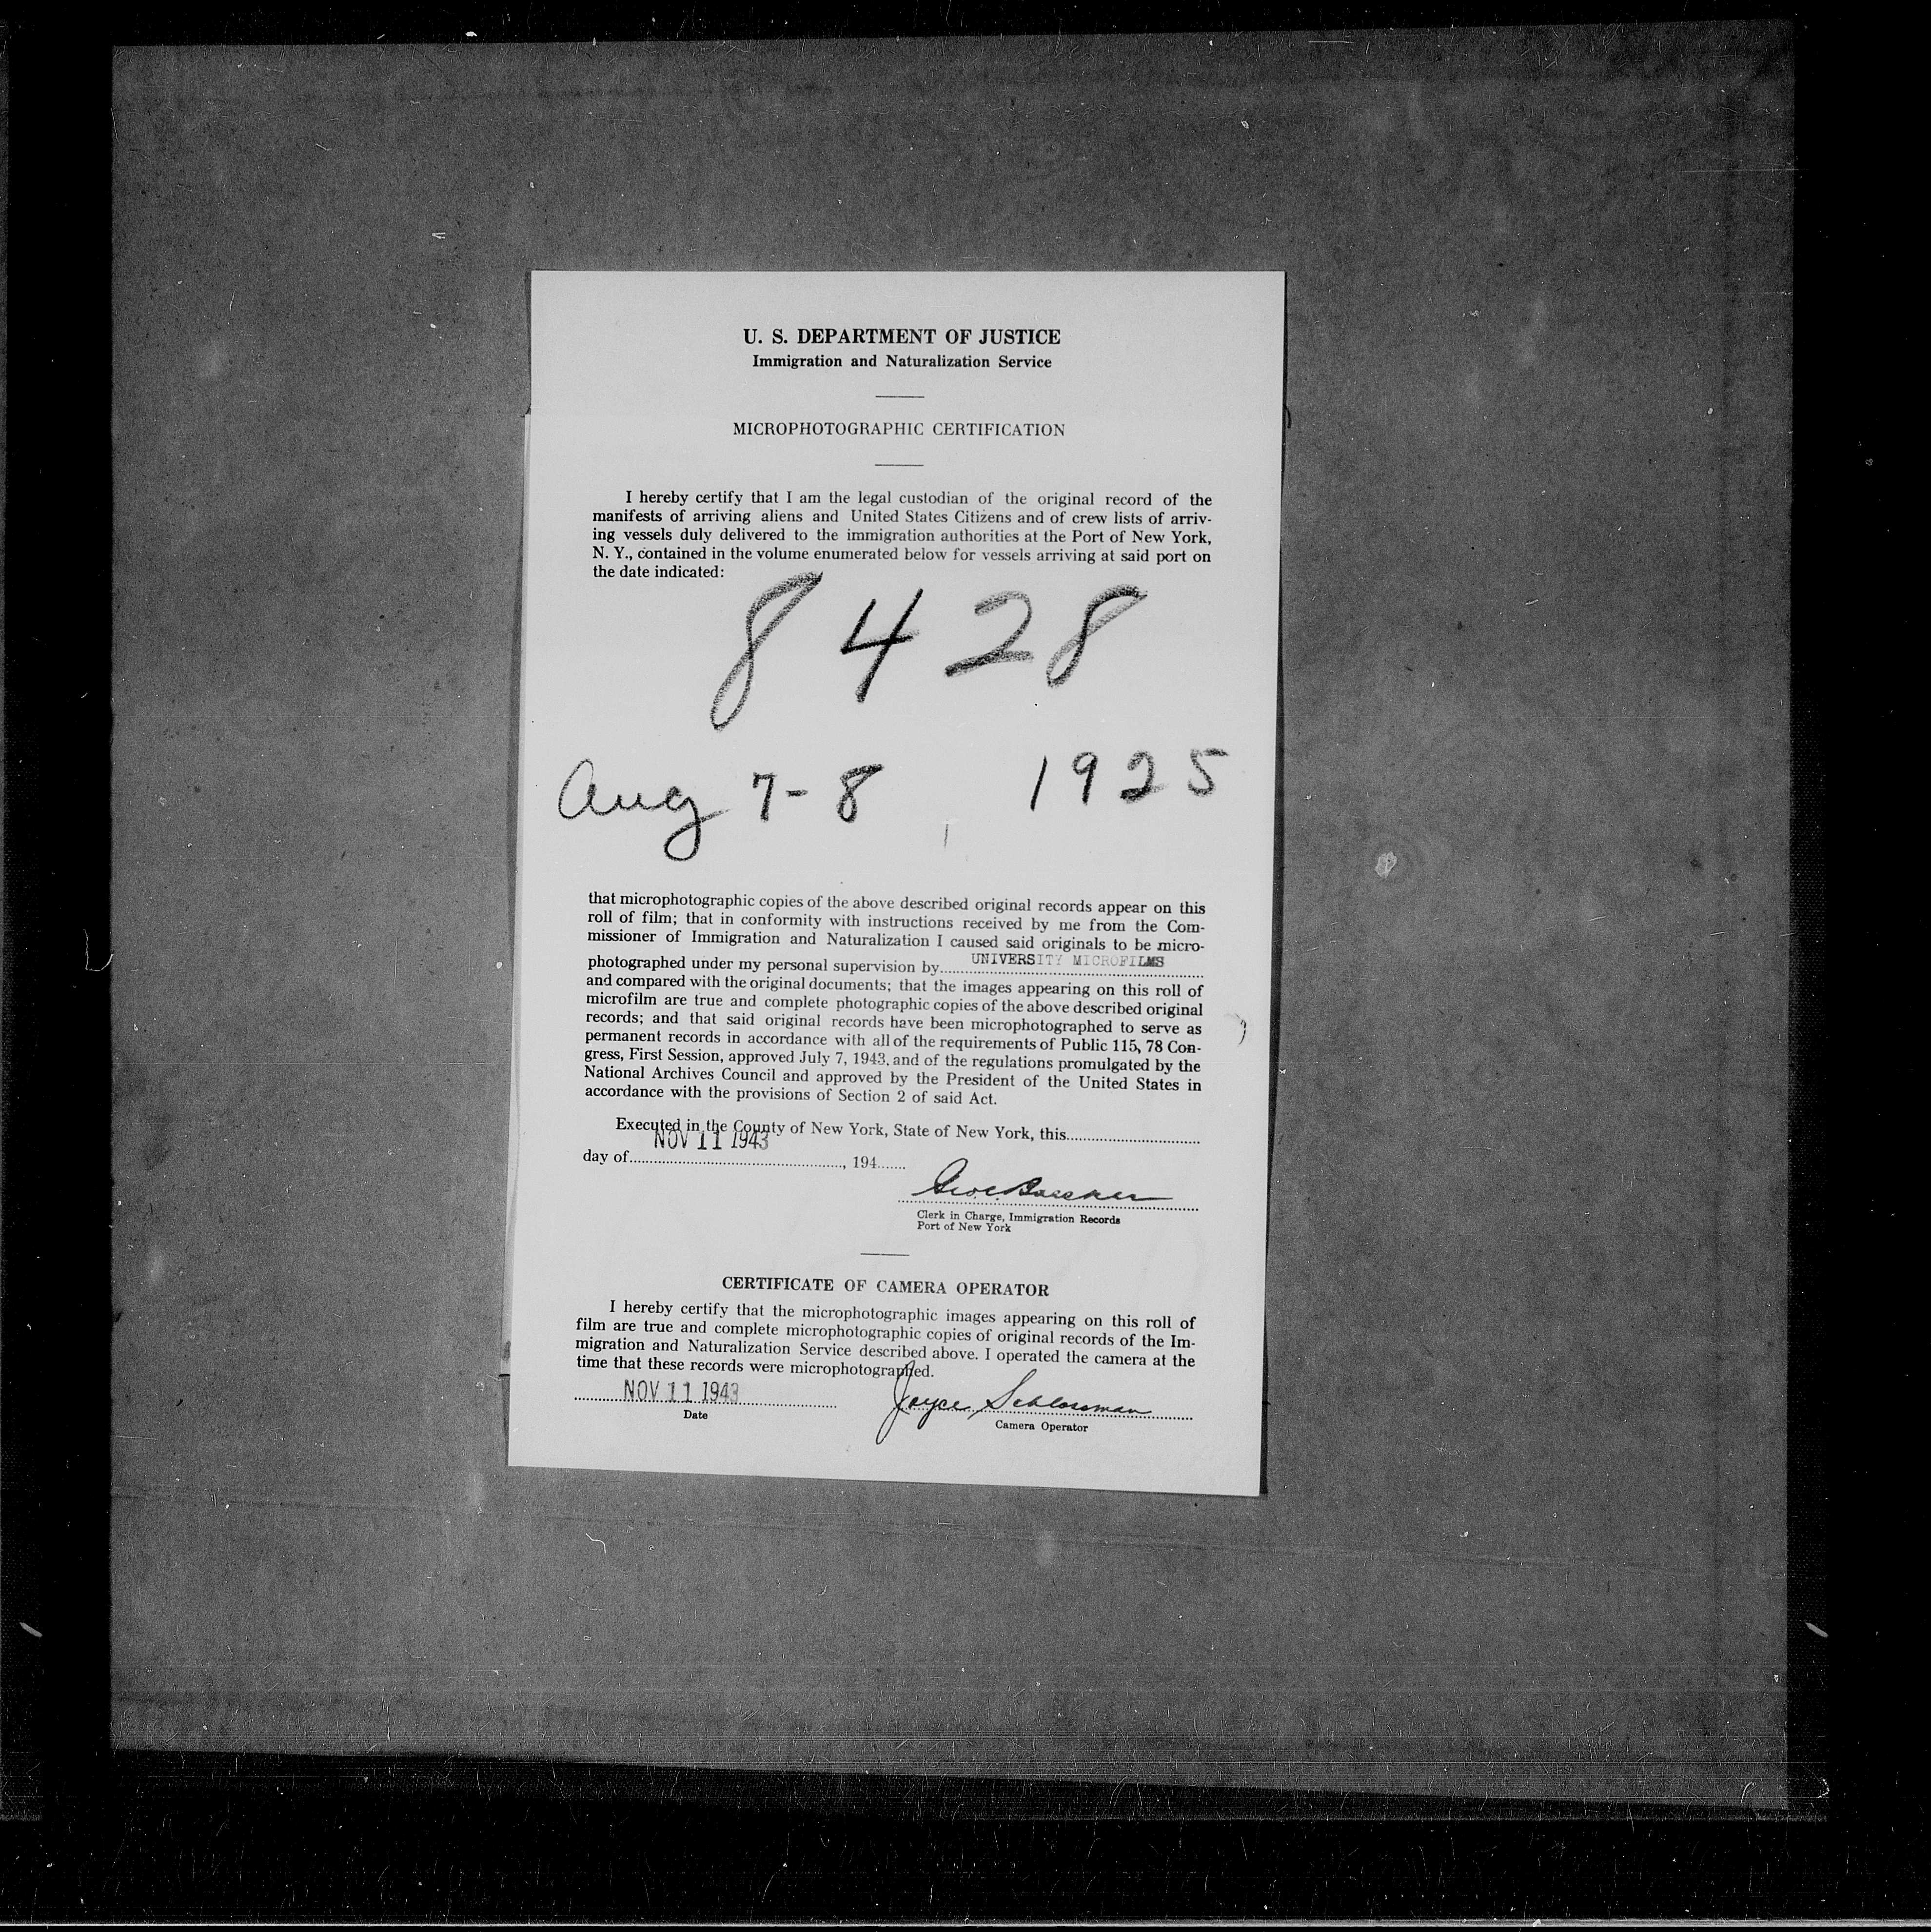 U. S. DEPARTMENT OF JUSTICE
Immigration and Naturalization Service
MICROPHOTOGRAPHIC CERTIFICATION
I hereby certify that I am the legal custodian of the original record of the
manifests of arriving aliens and United States Citizens and of crew lists of arriv-
ing vessels duly delivered to the immigration authorities at the Port of New York,
N. Y., contained in the volume enumerated below for vessels arriving at said port on
the date indicated:
8428
Aug 7-8 1925
that microphotographic copies of the above described original records appear on this
roll of film; that in conformity with instructions received by me from the Com-
missioner of Immigration and Naturalization I caused said originals to be micro-
photographed under my personal supervision by UNIVERSITY MICROFILMS
and compared with the original documents; that the images appearing on this roll of
microfilm are true and complete photographic copies of the above described original
records; and that said original records have been microphotographed to serve as
permanent records in accordance with all of the requirements of Public 115, 78 Con-
gress, First Session, approved July 7, 1943, and of the regulations promulgated by the
National Archives Council and approved by the President of the United States in
accordance with the provisions of Section 2 of said Act.
Executed in the County of New York, State of New York, this
NOV 11 1943
day of , 194
Clerk in Charge, Immigration Records
Port of New York
CERTIFICATE OF CAMERA OPERATOR
I hereby certify that the microphotographic images appearing on this roll of
film are true and complete microphotographic copies of original records of the Im-
migration and Naturalization Service described above. I operated the camera at the
time that these records were microphotographed.
NOV 11 1943 Joyce Schlossman
Date
Camera Operator